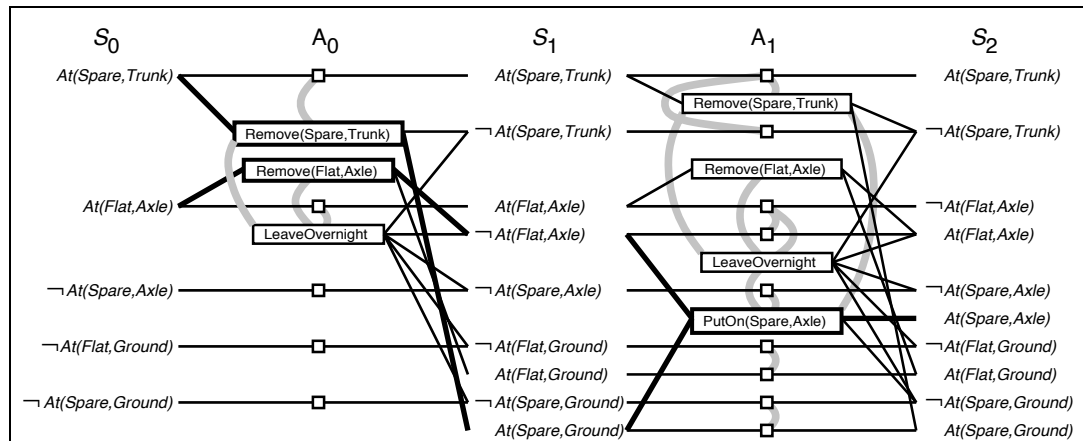 S0 A0 S1 A1 S2
At(Spare,Trunk) At(Spare,Trunk) At(Spare,Trunk)
Remove(Spare,Trunk)
Remove(Spare,Trunk) ¬ At(Spare,Trunk) ¬ At(Spare,Trunk)
Remove(Flat,Axle) Remove(Flat,Axle)
At(Flat,Axle) At(Flat,Axle) ¬ At(Flat,Axle)
LeaveOvernight ¬ At(Flat,Axle) At(Flat,Axle)
LeaveOvernight
¬ At(Spare,Axle) ¬ At(Spare,Axle) ¬ At(Spare,Axle)
PutOn(Spare,Axle) At(Spare,Axle)
¬ At(Flat,Ground) ¬ At(Flat,Ground) ¬ At(Flat,Ground)
At(Flat,Ground) At(Flat,Ground)
¬ At(Spare,Ground) ¬ At(Spare,Ground) ¬ At(Spare,Ground)
At(Spare,Ground) At(Spare,Ground)